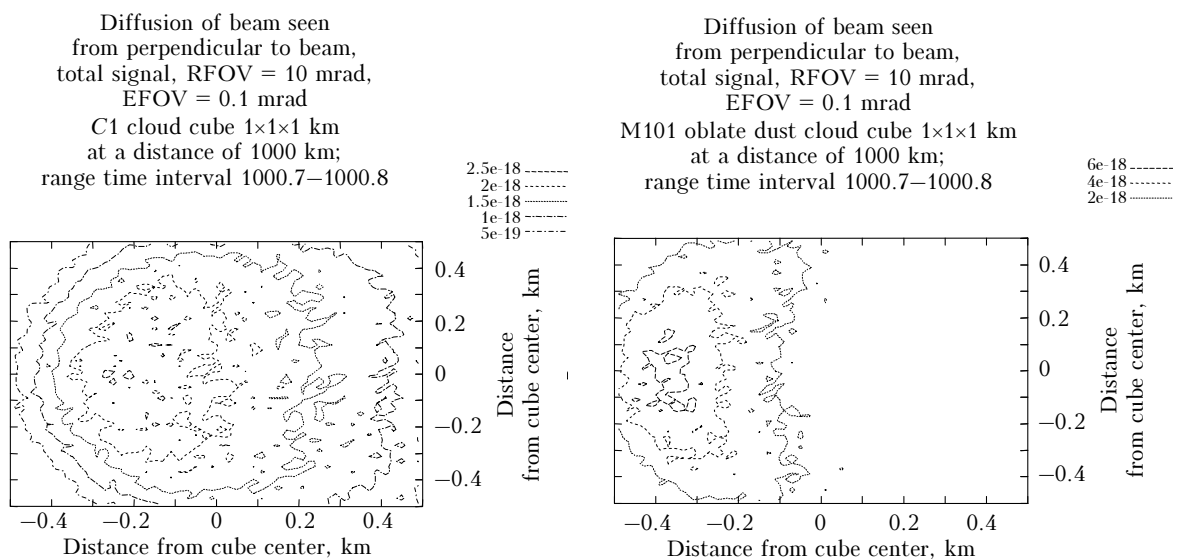 Diffusion of beam seen
from perpendicular to beam,
total signal, RFOV = 10 mrad,
EFOV = 0.1 mrad
C1 cloud cube 1×1×1 km
at a distance of 1000 km;
range time interval 1000.7−1000.8
2.5e-18
2e-18
1.5e-18
1e-18
5e-19
0.4
0.2
0
−0.2
−0.4
Distance
from cube center, km
−0.4 −0.2 0 0.2 0.4
Distance from cube center, km
Diffusion of beam seen
from perpendicular to beam,
total signal, RFOV = 10 mrad,
EFOV = 0.1 mrad
M101 oblate dust cloud cube 1×1×1 km
at a distance of 1000 km;
range time interval 1000.7−1000.8
6e-18
4e-18
2e-18
0.4
0.2
0
−0.2
−0.4
Distance
from cube center, km
−0.4 −0.2 0 0.2 0.4
Distance from cube center, km